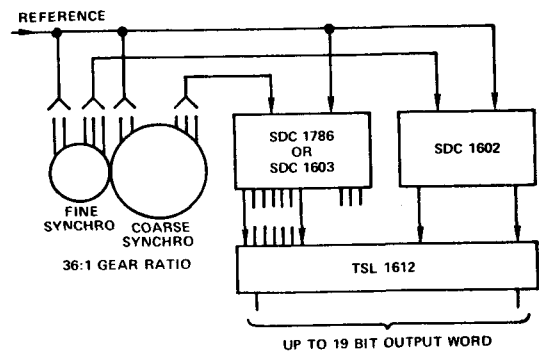 REFERENCE
SDC 1786
OR
SDC 1603
SDC 1602
FINE
SYNCHRO
COARSE
SYNCHRO
36:1 GEAR RATIO
TSL 1612
UP TO 19 BIT OUTPUT WORD